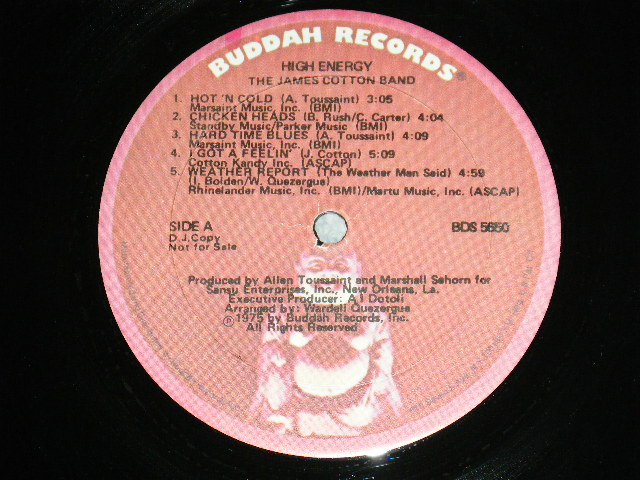 BUDDAH RECORDS®
HIGH ENERGY
THE JAMES COTTON BAND
1. HOT 'N COLD (A. Toussaint) 3:05
Marsaint Music, Inc. (BMI)
2. CHICKEN HEADS (B. Rush/C. Carter) 4:04
Standby Music/Parker Music (BMI)
3. HARD TIME BLUES (A. Toussaint) 4:09
Marsaint Music, Inc. (BMI)
4. I GOT A FEELIN' (J. Cotton) 5:09
Cotton Kandy Inc. (ASCAP)
5. WEATHER REPORT (The Weather Man Said) 4:59
(I. Bolden/W. Quezergue)
Rhinelander Music, Inc. (BMI)/Martu Music, Inc. (ASCAP)
SIDE A
BDS 5650
D.J.Copy
Not for Sale
Produced by Allen Toussaint and Marshall Sehorn for
Sansu Enterprises, Inc., New Orleans, La.
Executive Producer: A I Dotoli
Arranged by: Wardell Quezergue
℗ 1975 by Buddah Records, Inc.
All Rights Reserved